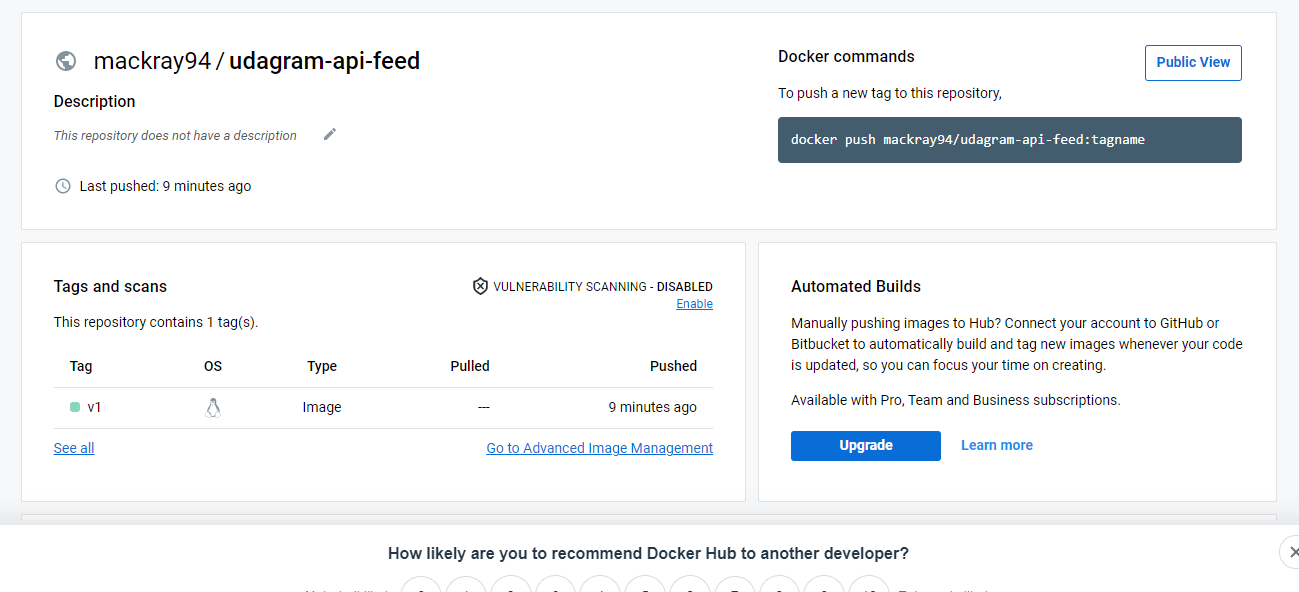 mackray94 / udagram-api-feed
Description
This repository does not have a description
Last pushed: 9 minutes ago
Docker commands
Public View
To push a new tag to this repository,
docker push mackray94/udagram-api-feed:tagname
Tags and scans
VULNERABILITY SCANNING - DISABLED
Enable
This repository contains 1 tag(s).
Tag OS Type Pulled Pushed
v1 Image --- 9 minutes ago
See all
Go to Advanced Image Management
Automated Builds
Manually pushing images to Hub? Connect your account to GitHub or
Bitbucket to automatically build and tag new images whenever your code
is updated, so you can focus your time on creating.
Available with Pro, Team and Business subscriptions.
Upgrade
Learn more
How likely are you to recommend Docker Hub to another developer?